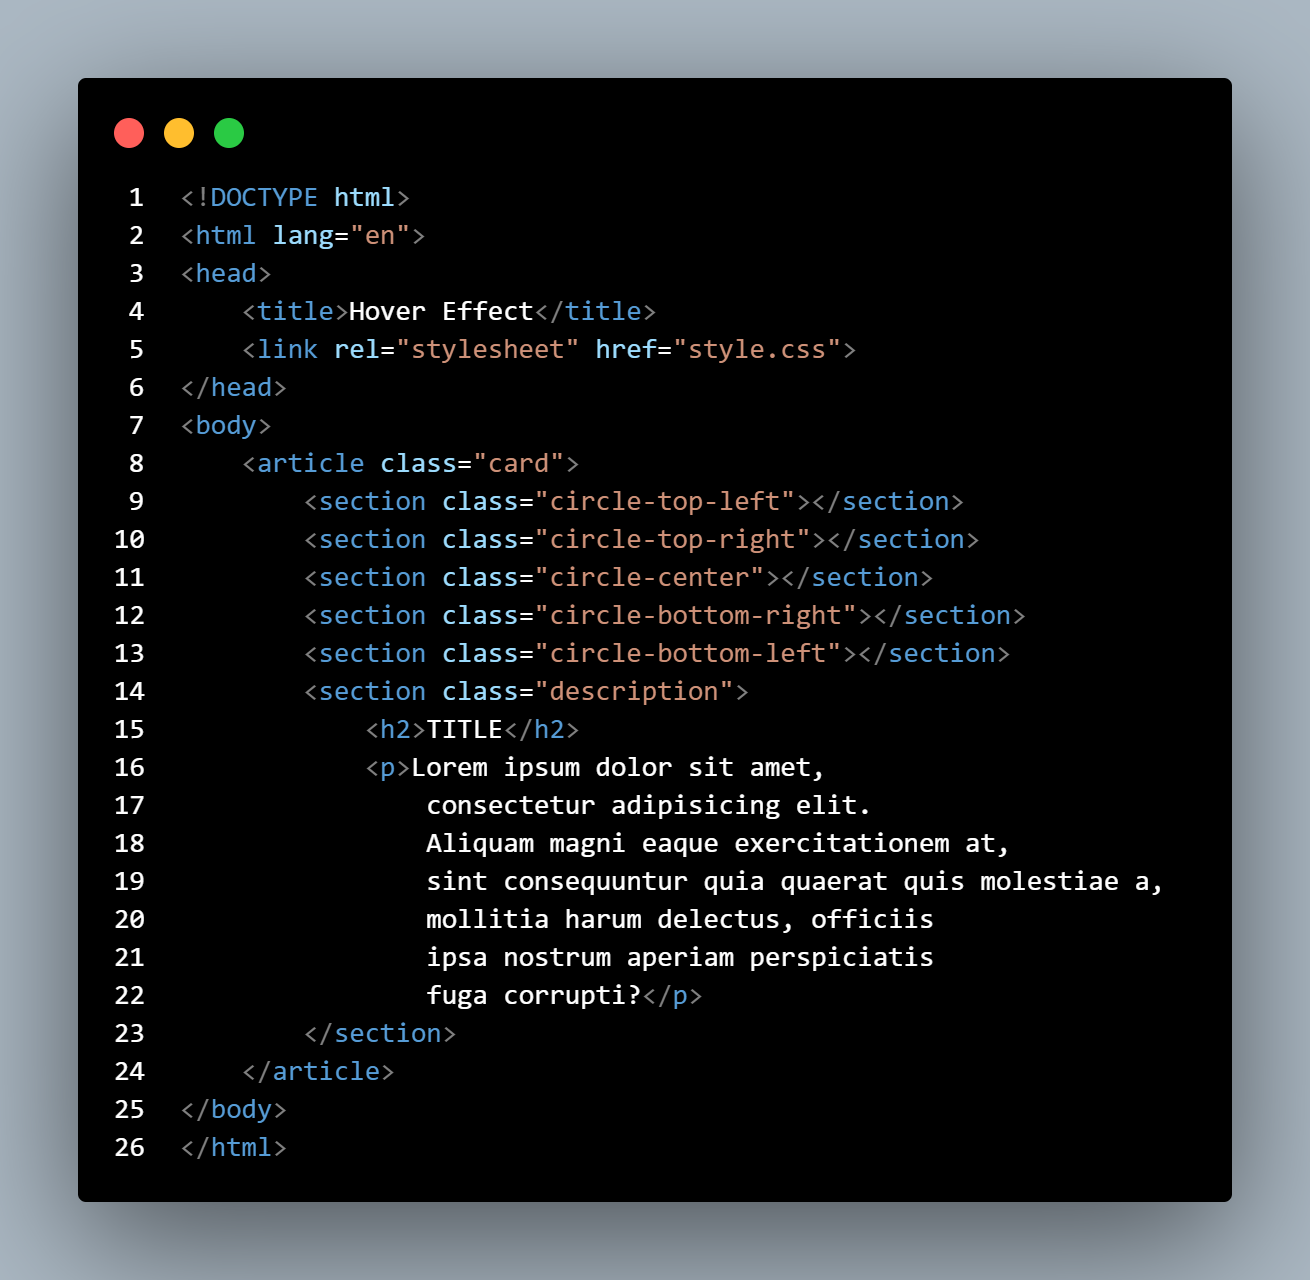 1 <!DOCTYPE html>
2 <html lang="en">
3 <head>
4     <title>Hover Effect</title>
5     <link rel="stylesheet" href="style.css">
6 </head>
7 <body>
8     <article class="card">
9         <section class="circle-top-left"></section>
10         <section class="circle-top-right"></section>
11         <section class="circle-center"></section>
12         <section class="circle-bottom-right"></section>
13         <section class="circle-bottom-left"></section>
14         <section class="description">
15             <h2>TITLE</h2>
16             <p>Lorem ipsum dolor sit amet,
17                 consectetur adipisicing elit.
18                 Aliquam magni eaque exercitationem at,
19                 sint consequuntur quia quaerat quis molestiae a,
20                 mollitia harum delectus, officiis
21                 ipsa nostrum aperiam perspiciatis
22                 fuga corrupti?</p>
23         </section>
24     </article>
25 </body>
26 </html>